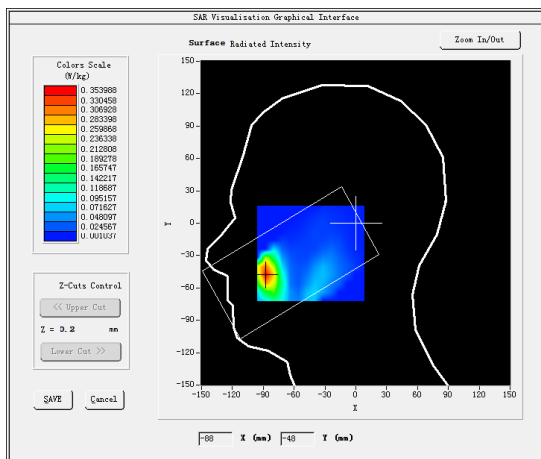 SAR Visualisation Graphical Interface
Surface Radiated Intensity
Zoom In/Out
Colors Scale
(W/kg)
0.353988
0.330458
0.306928
0.283398
0.259868
0.236338
0.212808
0.189278
0.165747
0.142217
0.118687
0.095157
0.071627
0.048097
0.024567
0.001037
150
120
90
60
30
0
-30
-60
-90
-120
-150
Y
-150 -120 -90 -60 -30 0 30 60 90 120 150
X
Z-Cuts Control
<< Upper Cut
Z = 0.2 mm
Lower Cut >>
SAVE Cancel
-88 X (mm) -48 Y (mm)